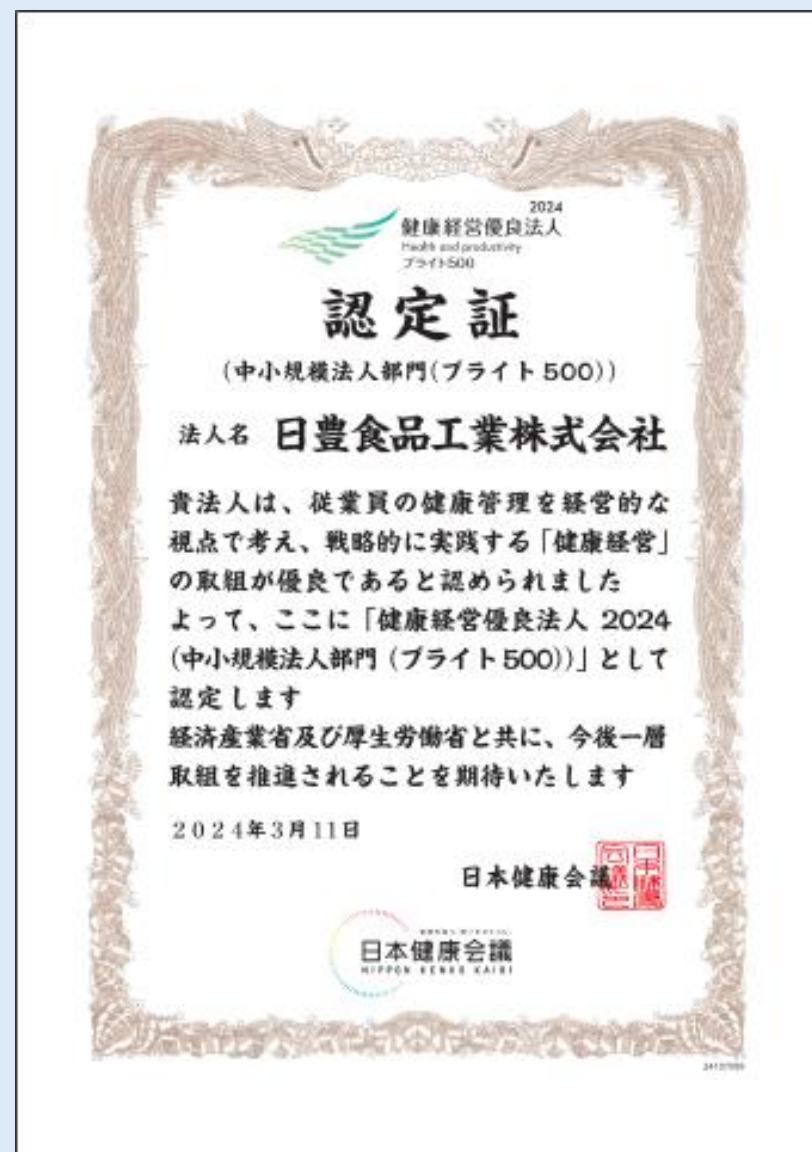 2024
健康経営優良法人
Health and productivity
ブライト500
認定証
(中小規模法人部門(ブライト500))
法人名 日豊食品工業株式会社
貴法人は、従業員の健康管理を経営的な
視点で考え、戦略的に実践する「健康経営」
の取組が優良であると認められました
よって、ここに「健康経営優良法人 2024
(中小規模法人部門(ブライト500))」として
認定します
経済産業省及び厚生労働省と共に、今後一層
取組を推進されることを期待いたします
2024年3月11日
日本健康会議
日本健康会議
NIPPON KENKO KAIGI